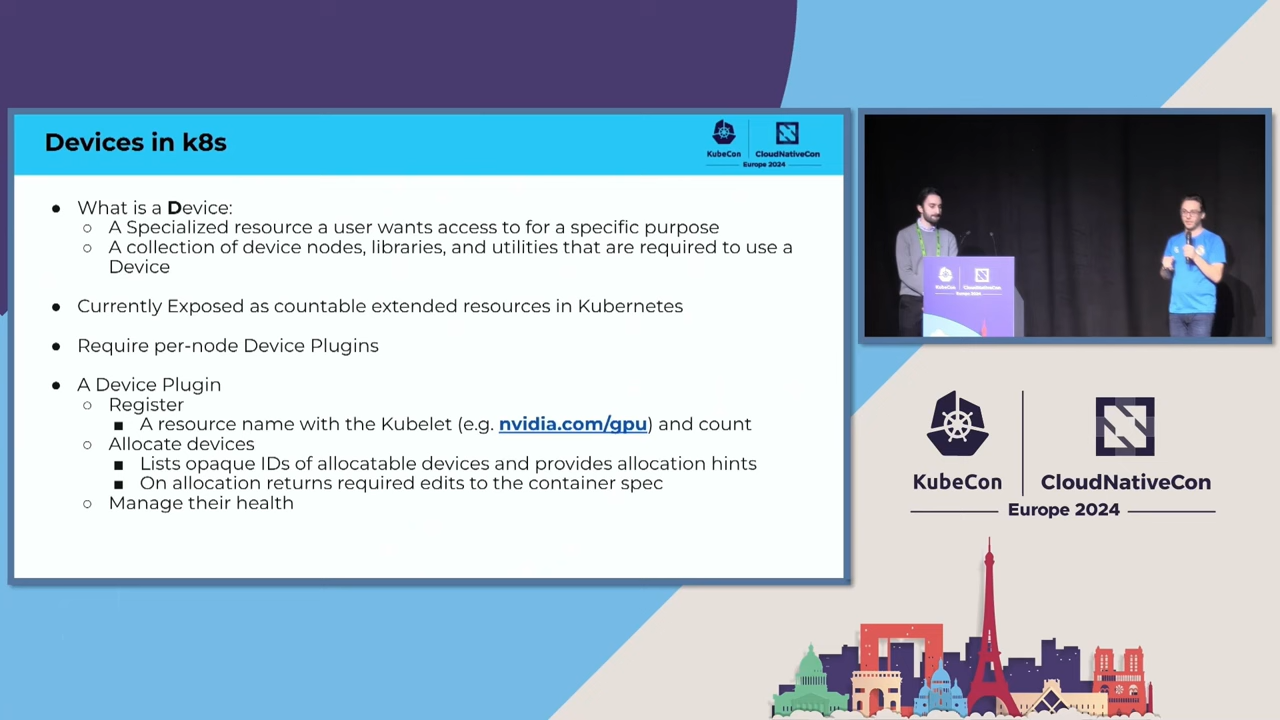 Devices in k8s
KubeCon
CloudNativeCon
Europe 2024
● What is a Device:
○ A Specialized resource a user wants access to for a specific purpose
○ A collection of device nodes, libraries, and utilities that are required to use a
Device
● Currently Exposed as countable extended resources in Kubernetes
● Require per-node Device Plugins
● A Device Plugin
○ Register
■ A resource name with the Kubelet (e.g. nvidia.com/gpu) and count
○ Allocate devices
■ Lists opaque IDs of allocatable devices and provides allocation hints
■ On allocation returns required edits to the container spec
○ Manage their health
KubeCon
CloudNativeCon
Europe 2024
KubeCon
CloudNativeCon
Europe 2024